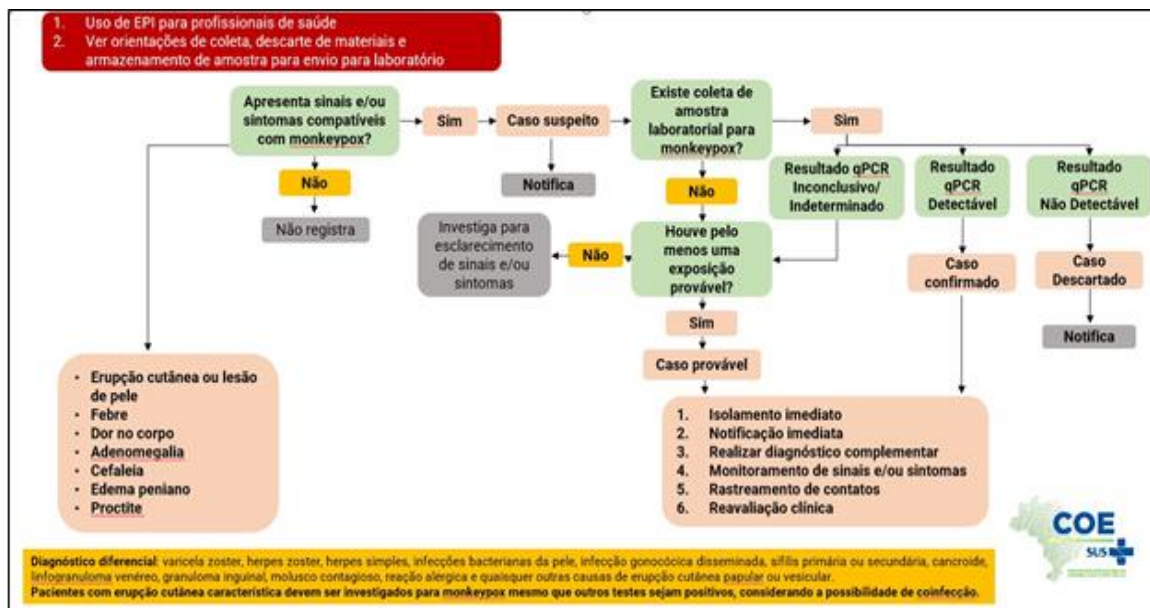 1. Uso de EPI para profissionais de saúde
2. Ver orientações de coleta, descarte de materiais e
armazenamento de amostra para envio para laboratório
Apresenta sinais e/ou
sintomas compatíveis
com monkeypox?
Sim
Caso suspeito
Existe coleta de
amostra
laboratorial para
monkeypox?
Sim
Não
Não registra
Notifica
Não
Resultado qPCR
Inconclusivo/
Indeterminado
Resultado
qPCR
Detectável
Resultado
qPCR
Não Detectável
Investiga para
esclarecimento
de sinais e/ou
sintomas
Não
Houve pelo
menos uma
exposição
provável?
Caso
confirmado
Caso
Descartado
Sim
Notifica
Caso provável
• Erupção cutânea ou lesão
de pele
• Febre
• Dor no corpo
• Adenomegalia
• Cefaleia
• Edema peniano
• Proctite
1. Isolamento imediato
2. Notificação imediata
3. Realizar diagnóstico complementar
4. Monitoramento de sinais e/ou sintomas
5. Rastreamento de contatos
6. Reavaliação clínica
COE
SUS
Diagnóstico diferencial: varicela zoster, herpes zoster, herpes simples, infecções bacterianas da pele, infecção gonocócica disseminada, sífilis primária ou secundária, cancroide,
linfogranuloma venéreo, granuloma inguinal, molusco contagioso, reação alérgica e quaisquer outras causas de erupção cutânea papular ou vesicular.
Pacientes com erupção cutânea característica devem ser investigados para monkeypox mesmo que outros testes sejam positivos, considerando a possibilidade de coinfecção.